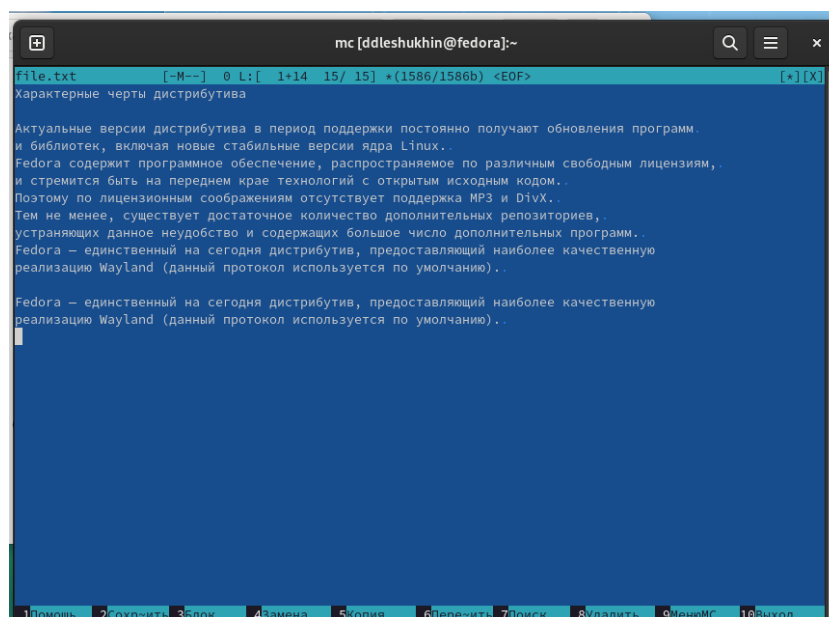 mc [ddleshukhin@fedora]:~
file.txt [-M--] 0 L:[ 1+14 15/ 15] *(1586/1586b) <EOF> [*][X]
Характерные черты дистрибутива
Актуальные версии дистрибутива в период поддержки постоянно получают обновления программ.
и библиотек, включая новые стабильные версии ядра Linux..
Fedora содержит программное обеспечение, распространяемое по различным свободным лицензиям,.
и стремится быть на переднем крае технологий с открытым исходным кодом..
Поэтому по лицензионным соображениям отсутствует поддержка MP3 и DivX..
Тем не менее, существует достаточное количество дополнительных репозиториев,.
устраняющих данное неудобство и содержащих большое число дополнительных программ..
Fedora — единственный на сегодня дистрибутив, предоставляющий наиболее качественную
реализацию Wayland (данный протокол используется по умолчанию)..
Fedora — единственный на сегодня дистрибутив, предоставляющий наиболее качественную
реализацию Wayland (данный протокол используется по умолчанию)..
1Помощь 2Сохр~ить 3Блок 4Замена 5Копия 6Пере~ить 7Поиск 8Удалить 9МенюMC 10Выход